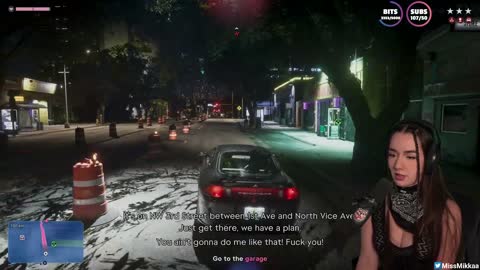 BITS
SUBS
107/50
It's on NW 3rd Street between 1st Ave and North Vice Ave
Just get there, we have a plan
You ain't gonna do me like that! Fuck you!
Go to the garage
@MissMikkaa